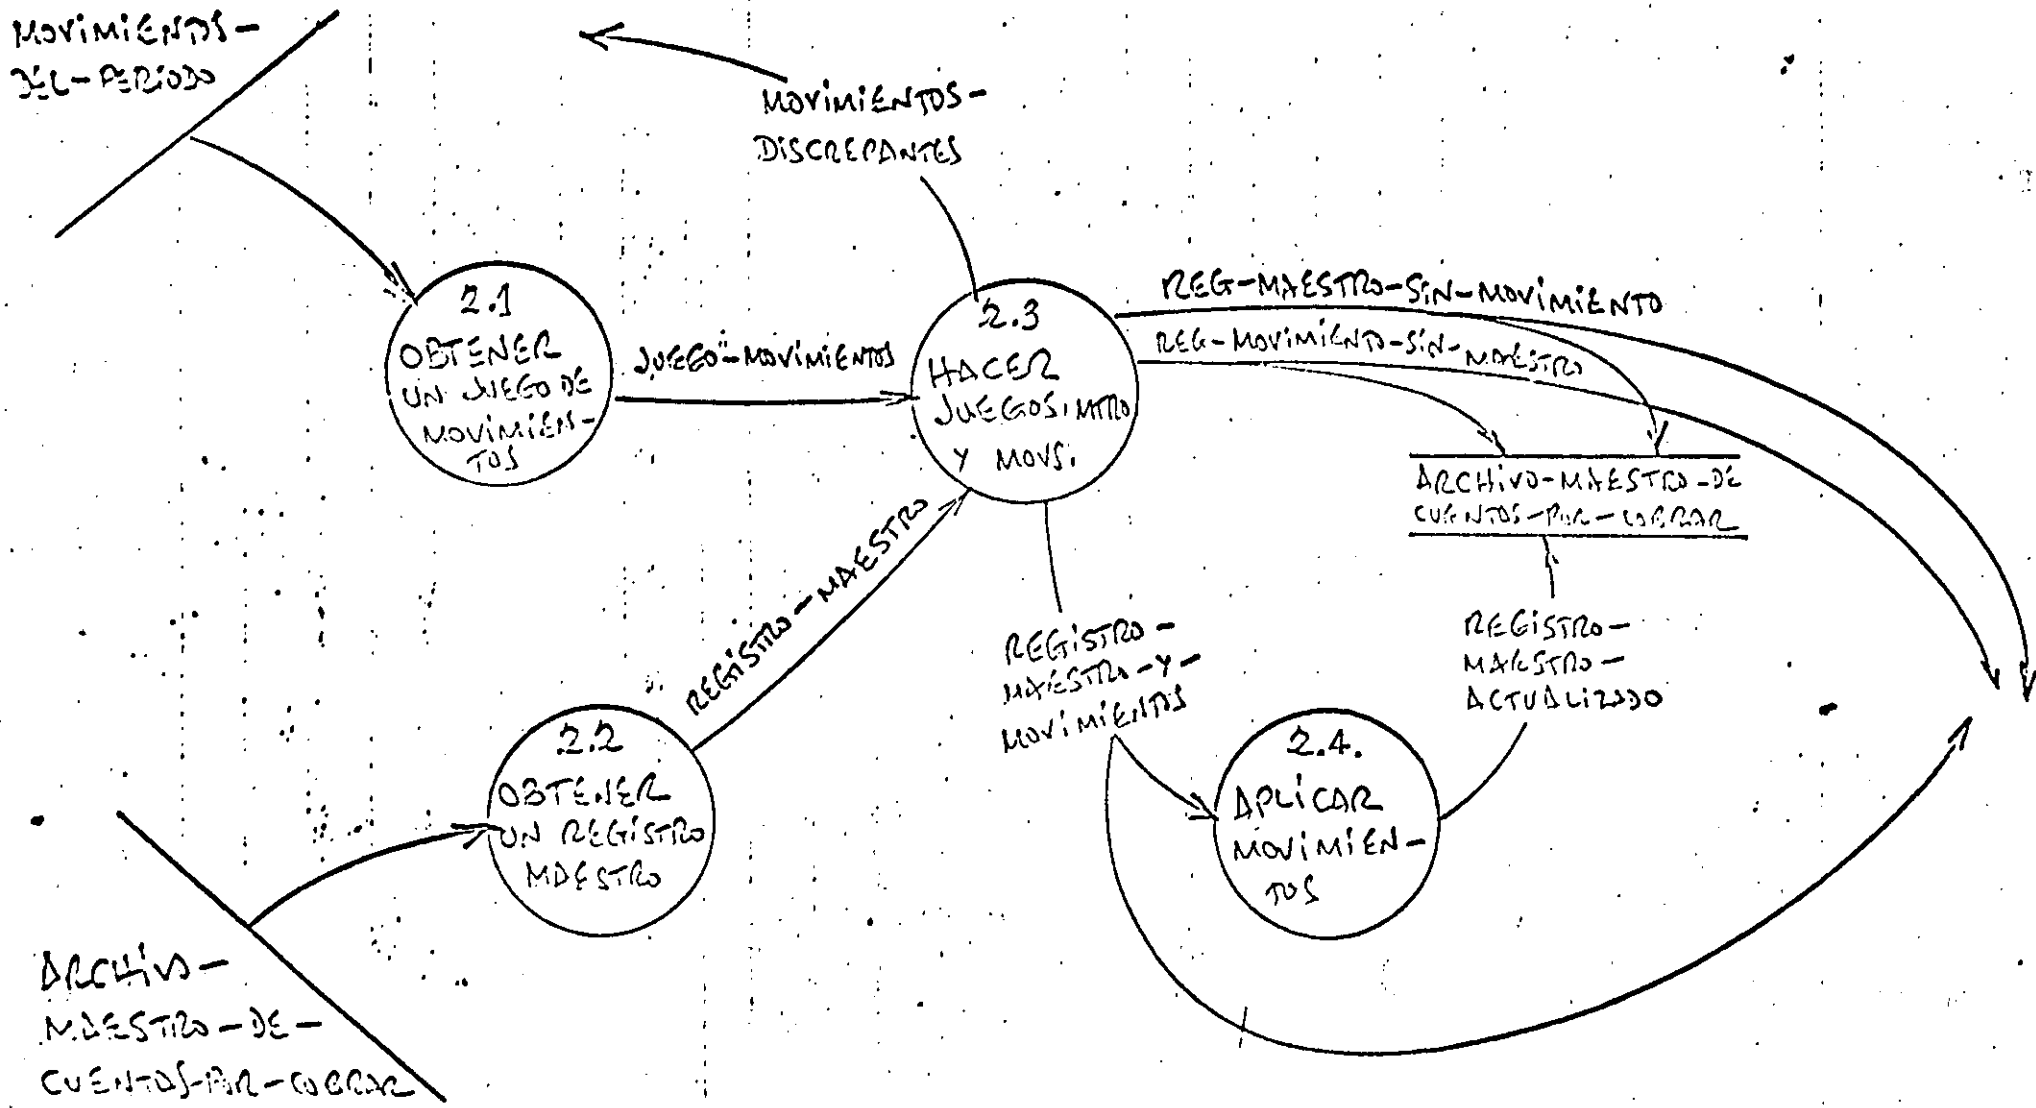 MOVIMIENTOS-
DEL-PERIODO
MOVIMIENTOS-
DISCREPANTES
2.1
OBTENER
UN JUEGO DE
MOVIMIEN-
TOS
JUEGO-MOVIMIENTOS
2.3
HACER
JUEGOS, MTRO
Y MOVS.
REG-MAESTRO-SIN-MOVIMIENTO
REG-MOVIMIENTO-SIN-MAESTRO
ARCHIVO-MAESTRO-DE
CUENTOS-POR-COBRAR
REGISTRO-MAESTRO
2.2
OBTENER
UN REGISTRO
MAESTRO
REGISTRO-
MAESTRO-Y-
MOVIMIENTOS
REGISTRO-
MAESTRO-
ACTUALIZADO
2.4.
APLICAR
MOVIMIEN-
TOS
ARCHIVO-
MAESTRO-DE-
CUENTOS-POR-COBRAR